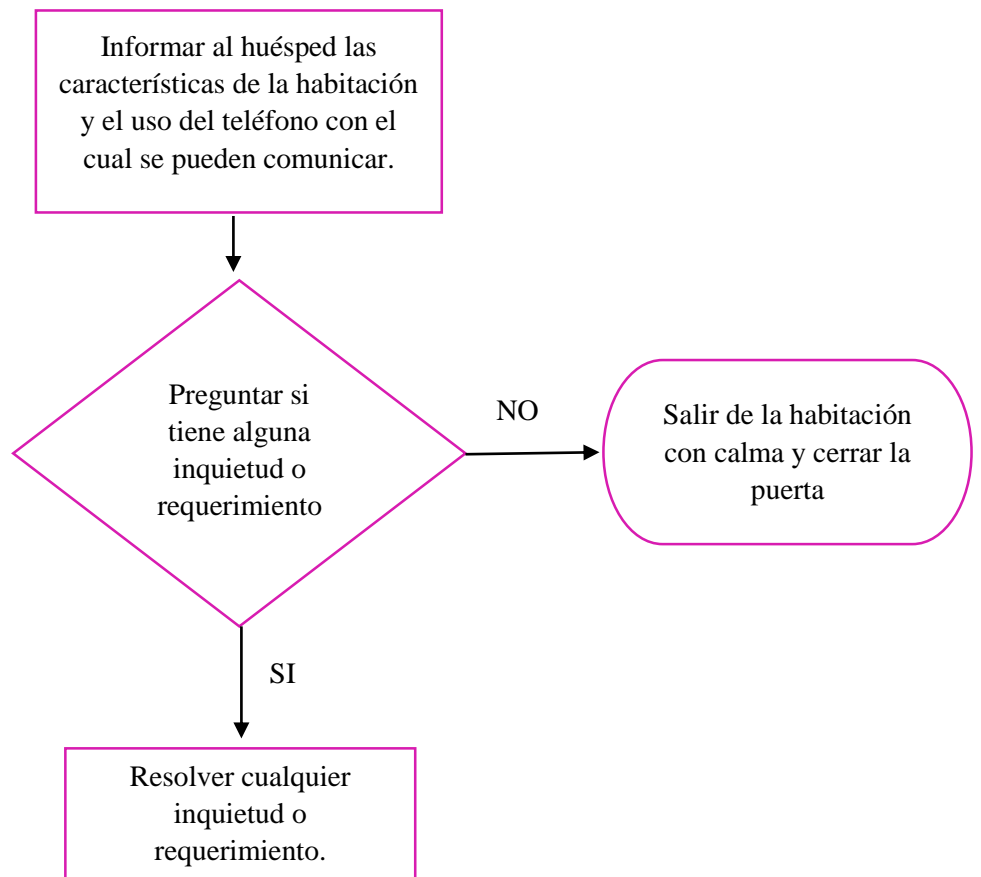 Informar al huésped las
características de la habitación
y el uso del teléfono con el
cual se pueden comunicar.
Preguntar si
tiene alguna
inquietud o
requerimiento
NO
Salir de la habitación
con calma y cerrar la
puerta
SI
Resolver cualquier
inquietud o
requerimiento.